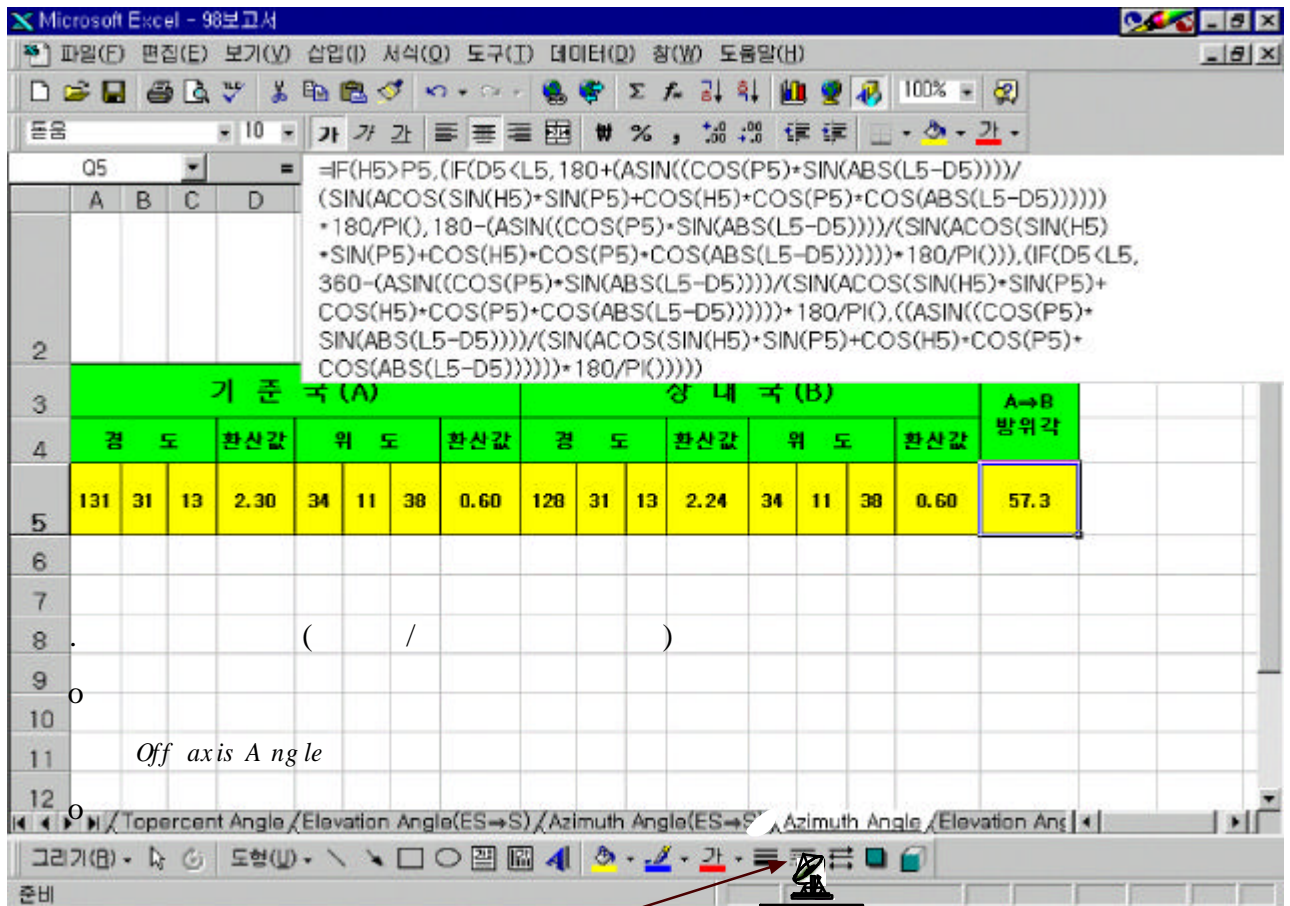 Microsoft Excel - 98보고서
파일(F) 편집(E) 보기(V) 삽입(I) 서식(O) 도구(T) 데이터(D) 창(W) 도움말(H)
100%
돋움 10 가 가 가 ₩ % , 가
Q5 =
=IF(H5>P5,(IF(D5<L5,180+(ASIN((COS(P5)*SIN(ABS(L5-D5))))/
(SIN(ACOS(SIN(H5)*SIN(P5)+COS(H5)*COS(P5)*COS(ABS(L5-D5))))))
*180/PI(),180-(ASIN((COS(P5)*SIN(ABS(L5-D5))))/(SIN(ACOS(SIN(H5)
*SIN(P5)+COS(H5)*COS(P5)*COS(ABS(L5-D5))))))*180/PI())),(IF(D5<L5,
360-(ASIN((COS(P5)*SIN(ABS(L5-D5))))/(SIN(ACOS(SIN(H5)*SIN(P5)+
COS(H5)*COS(P5)*COS(ABS(L5-D5))))))*180/PI(),((ASIN((COS(P5)*
SIN(ABS(L5-D5))))/(SIN(ACOS(SIN(H5)*SIN(P5)+COS(H5)*COS(P5)*
COS(ABS(L5-D5))))))*180/PI()))))
A B C D
2
3 기 준 국 (A) 상 대 국 (B) A⇒B
방위각
4 경 도 환산값 위 도 환산값 경 도 환산값 위 도 환산값
5 131 31 13 2.30 34 11 38 0.60 128 31 13 2.24 34 11 38 0.60 57.3
6
7
8 . ( / )
9
o
10
11 Off axis Angle
12
o
Topercent Angle / Elevation Angle(ES⇒S) / Azimuth Angle(ES⇒S) / Azimuth Angle / Elevation Ang
그리기(R) 도형(U) 가
준비